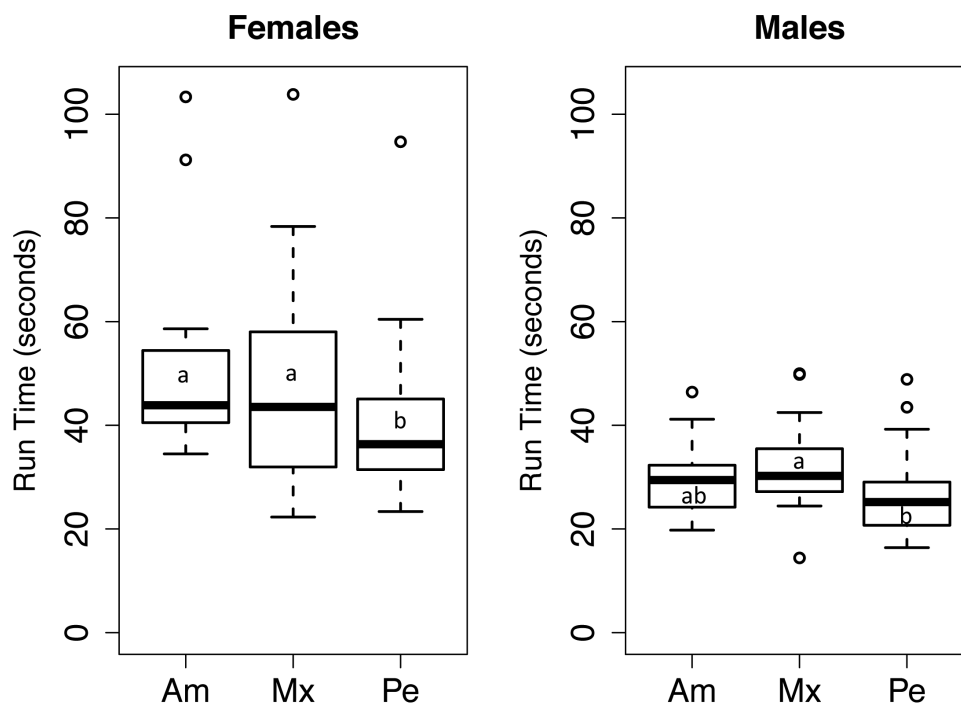 Females
Run Time (seconds)
100
80
60
40
20
0
a
a
b
Am Mx Pe
Males
Run Time (seconds)
100
80
60
40
20
0
ab
a
b
Am Mx Pe